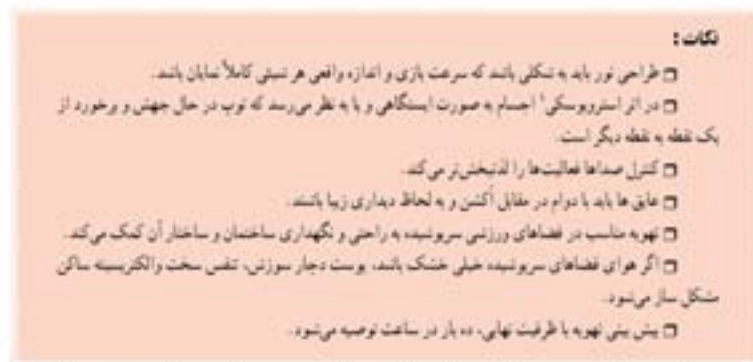 نکات :
□ طراحی نور باید به شکلی باشد که سرعت بازی و اندازه واقعی هر شیئی کاملاً نمایان باشد.
□ در اثر استروبوسکی¹ اجسام به صورت ایستگاهی و یا به نظر می‌رسد که توپ در حال جهش و برخورد از
یک نقطه به نقطه دیگر است.
□ کنترل صداها فعالیت‌ها را لذتبخش‌تر می‌کند.
□ عایق ها باید با دوام در مقابل اُکشن و به لحاظ دیداری زیبا باشند.
□ تهویه مناسب در فضاهای ورزشی سرپوشیده به راحتی و نگهداری ساختمان و ساختار آن کمک می‌کند.
□ اگر هوای فضاهای سرپوشیده خیلی خشک باشد، پوست دچار سوزش، تنفس سخت والکتریسیته ساکن
مشکل ساز می‌شود.
□ پیش بینی تهویه با ظرفیت نهایی، ده بار در ساعت توصیه می‌شود.